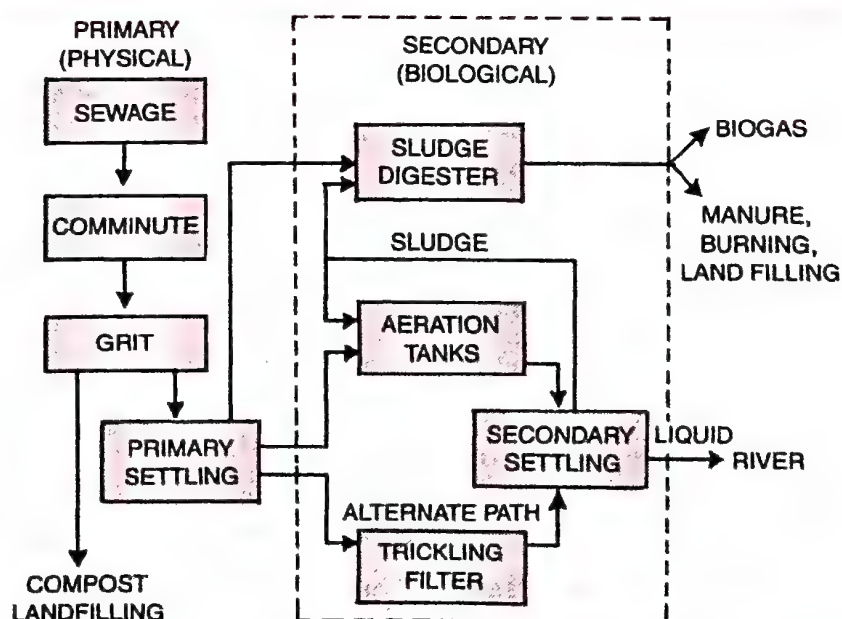 PRIMARY
(PHYSICAL)
SEWAGE
COMMINUTE
GRIT
PRIMARY
SETTLING
COMPOST
LANDFILLING
SECONDARY
(BIOLOGICAL)
SLUDGE
DIGESTER
SLUDGE
AERATION
TANKS
SECONDARY
SETTLING
ALTERNATE PATH
TRICKLING
FILTER
BIOGAS
MANURE,
BURNING,
LAND FILLING
LIQUID
RIVER